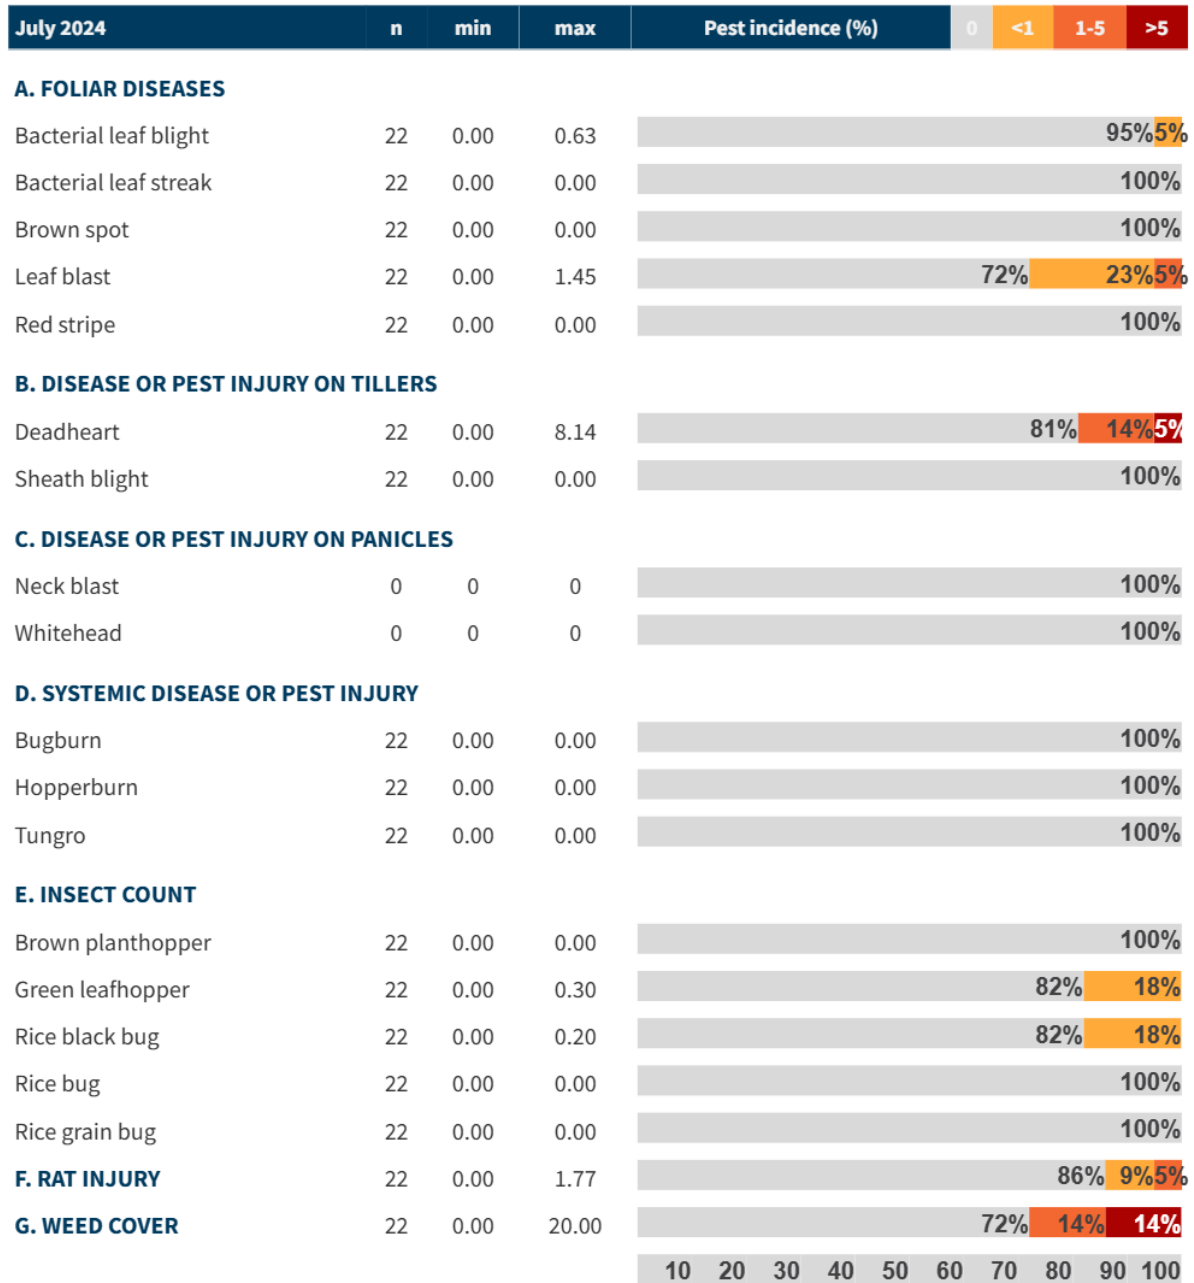 July 2024 n min max Pest incidence (%) 0 <1 1-5 >5
A. FOLIAR DISEASES
Bacterial leaf blight 22 0.00 0.63 95% 5%
Bacterial leaf streak 22 0.00 0.00 100%
Brown spot 22 0.00 0.00 100%
Leaf blast 22 0.00 1.45 72% 23% 5%
Red stripe 22 0.00 0.00 100%
B. DISEASE OR PEST INJURY ON TILLERS
Deadheart 22 0.00 8.14 81% 14% 5%
Sheath blight 22 0.00 0.00 100%
C. DISEASE OR PEST INJURY ON PANICLES
Neck blast 0 0 0 100%
Whitehead 0 0 0 100%
D. SYSTEMIC DISEASE OR PEST INJURY
Bugburn 22 0.00 0.00 100%
Hopperburn 22 0.00 0.00 100%
Tungro 22 0.00 0.00 100%
E. INSECT COUNT
Brown planthopper 22 0.00 0.00 100%
Green leafhopper 22 0.00 0.30 82% 18%
Rice black bug 22 0.00 0.20 82% 18%
Rice bug 22 0.00 0.00 100%
Rice grain bug 22 0.00 0.00 100%
F. RAT INJURY 22 0.00 1.77 86% 9% 5%
G. WEED COVER 22 0.00 20.00 72% 14% 14%
10 20 30 40 50 60 70 80 90 100